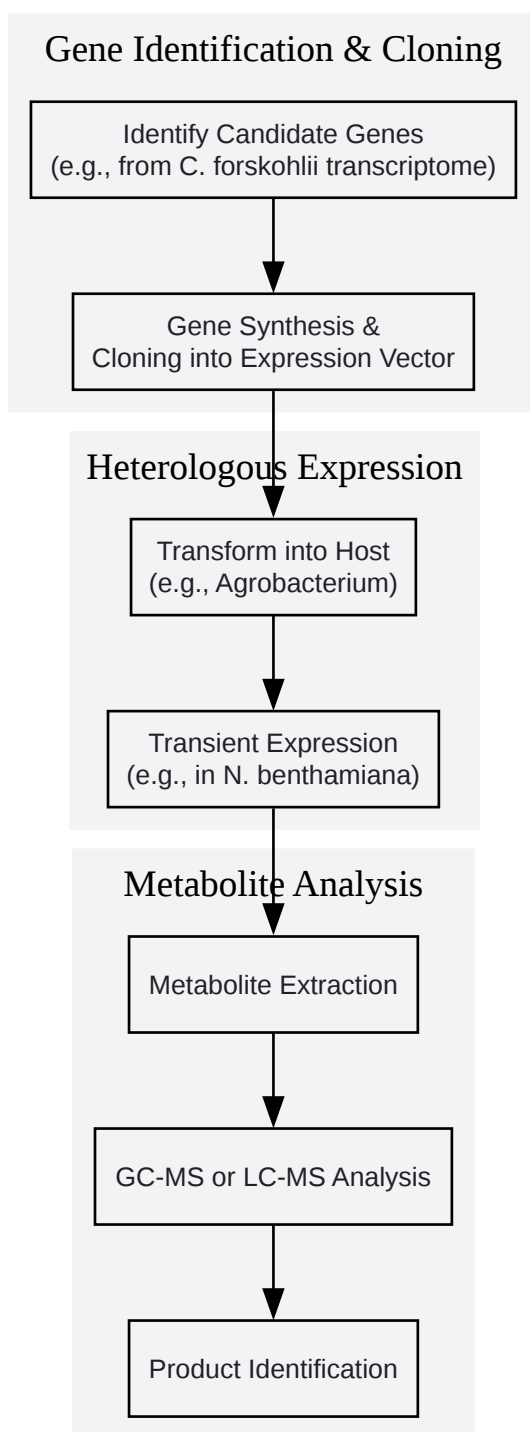 Gene Identification & Cloning
Identify Candidate Genes
(e.g., from C. forskohlii transcriptome)
Gene Synthesis &
Cloning into Expression Vector
Heterologous Expression
Transform into Host
(e.g., Agrobacterium)
Transient Expression
(e.g., in N. benthamiana)
Metabolite Analysis
Metabolite Extraction
GC-MS or LC-MS Analysis
Product Identification